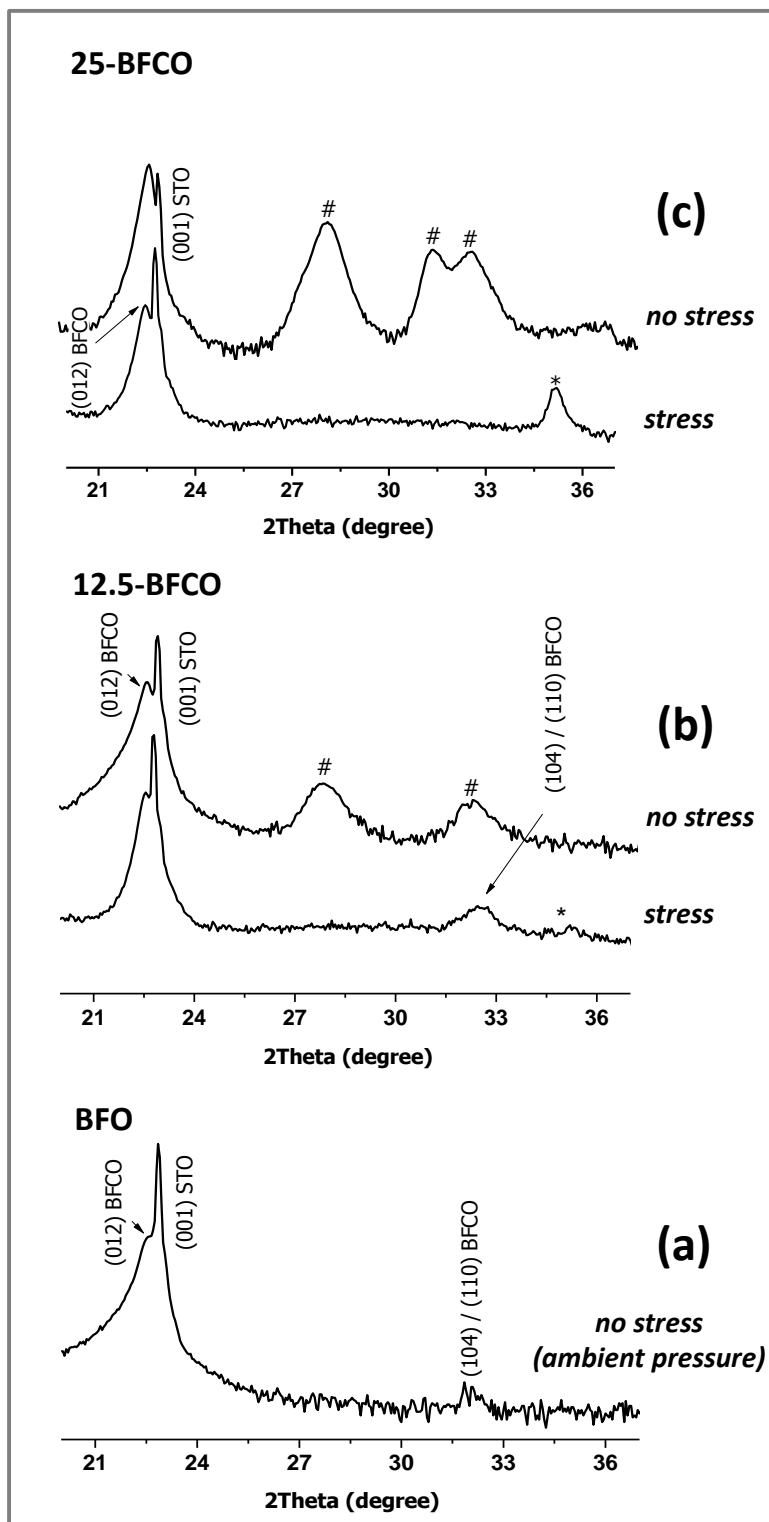 25-BFCO
(001) STO
#
#
#
(c)
no stress
(012) BFCO
*
stress
21 24 27 30 33 36
2Theta (degree)
12.5-BFCO
(012) BFCO
(001) STO
(104) / (110) BFCO
(b)
#
#
no stress
*
stress
21 24 27 30 33 36
2Theta (degree)
BFO
(012) BFCO
(001) STO
(104) / (110) BFCO
(a)
no stress
(ambient pressure)
21 24 27 30 33 36
2Theta (degree)